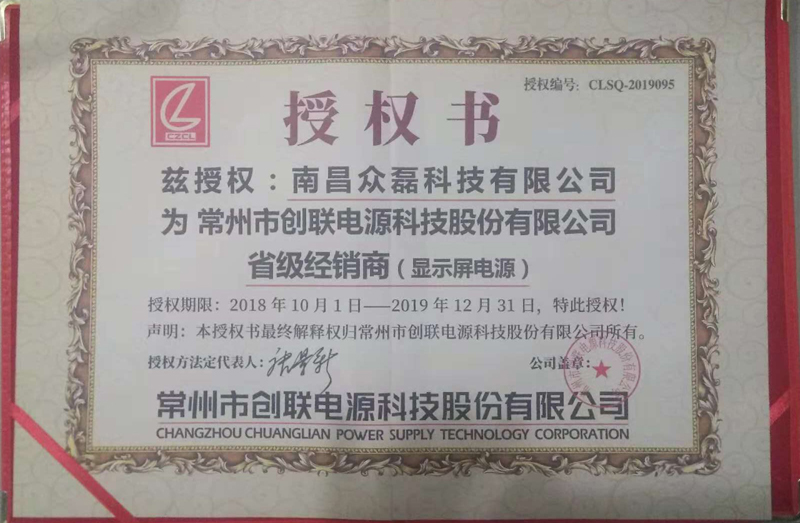 授权编号：CLSQ-2019095
CZCL
授权书
兹授权：南昌众磊科技有限公司
为 常州市创联电源科技股份有限公司
省级经销商（显示屏电源）
授权期限：2018 年 10 月 1 日——2019 年 12 月 31 日，特此授权！
声明：本授权书最终解释权归常州市创联电源科技股份有限公司所有。
授权方法定代表人：
公司盖章：
常州市创联电源科技股份有限公司
CHANGZHOU CHUANGLIAN POWER SUPPLY TECHNOLOGY CORPORATION